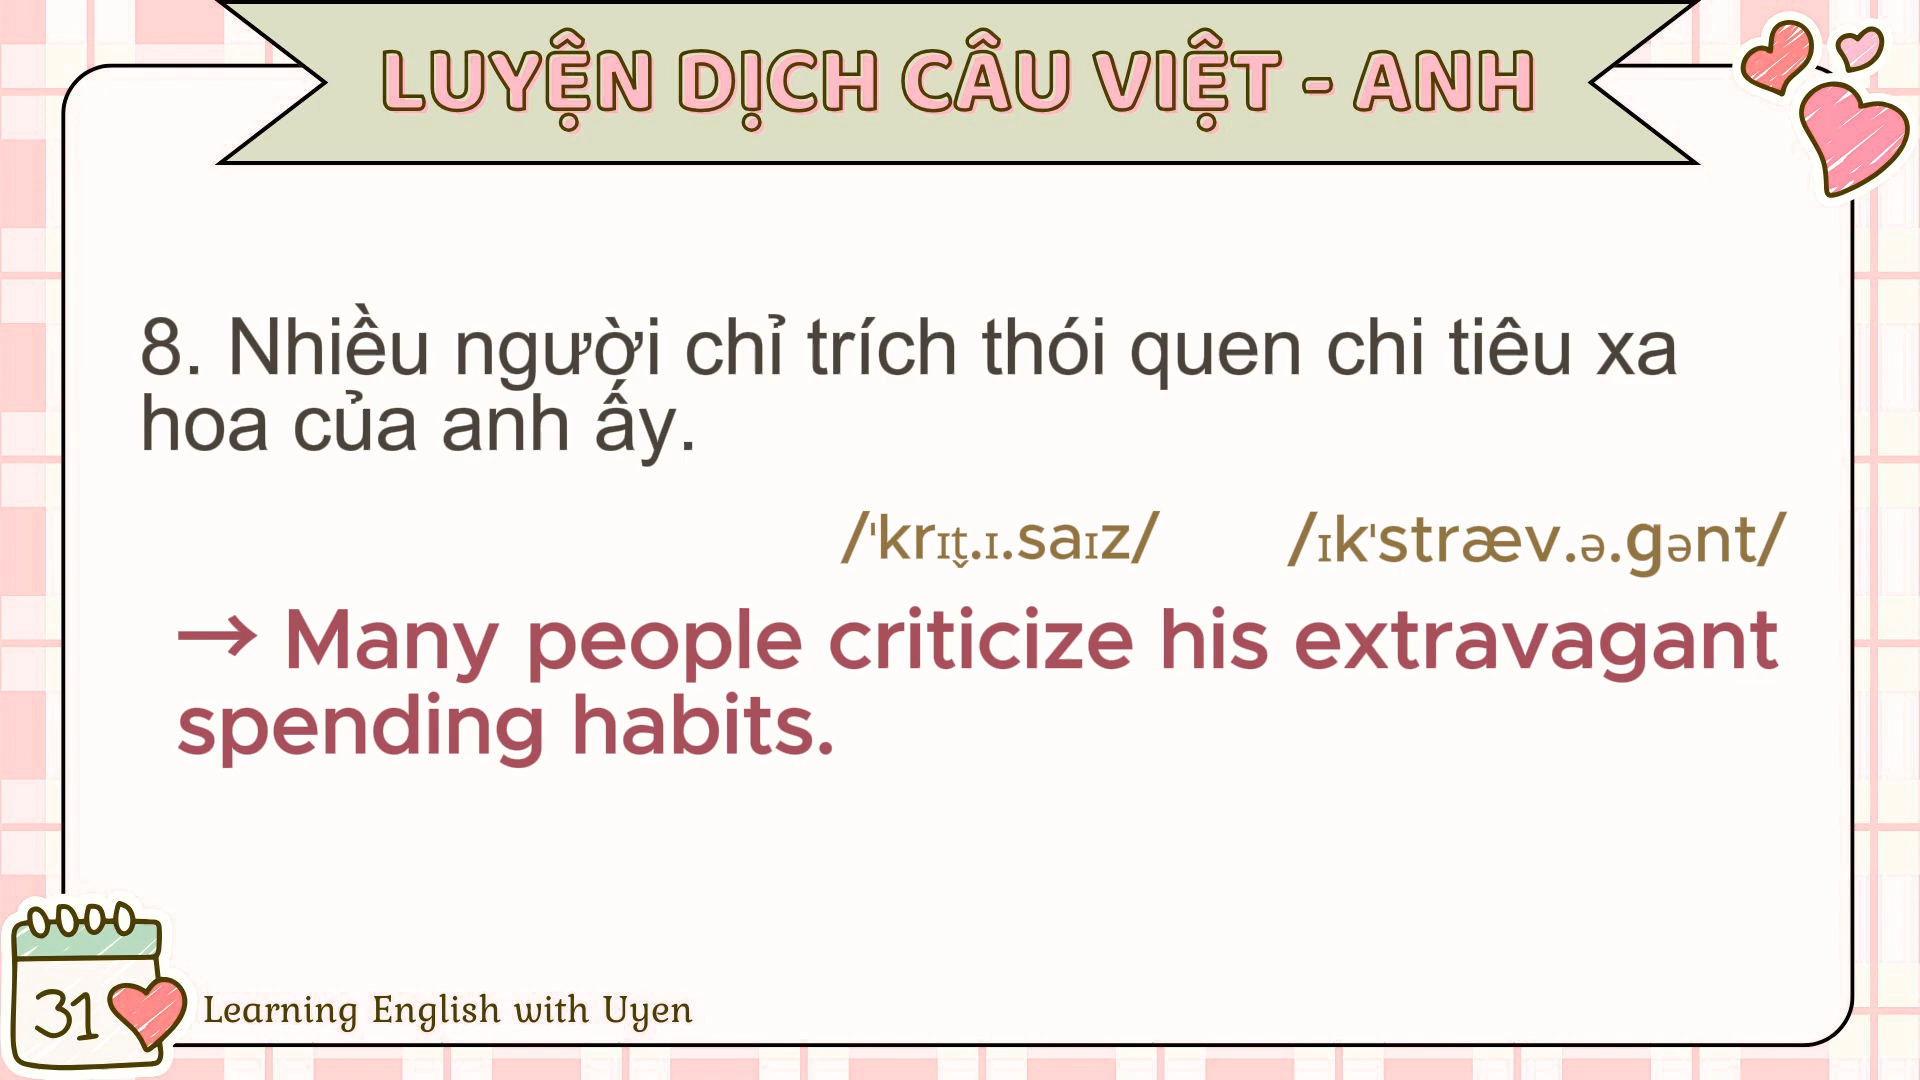 LUYỆN DỊCH CÂU VIỆT - ANH
8. Nhiều người chỉ trích thói quen chi tiêu xa
hoa của anh ấy.
/ˈkrɪt̬.ɪ.saɪz/ /ɪkˈstræv.ə.gənt/
→ Many people criticize his extravagant
spending habits.
31
Learning English with Uyen